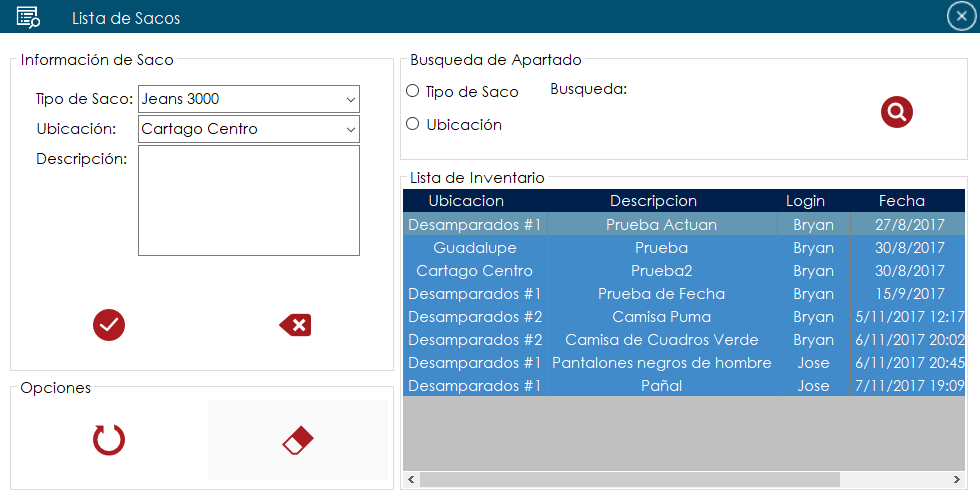 Lista de Sacos
Información de Saco
Tipo de Saco: Jeans 3000
Ubicación: Cartago Centro
Descripción:
Opciones
Busqueda de Apartado
Tipo de Saco Busqueda:
Ubicación
Lista de Inventario
Ubicacion Descripcion Login Fecha
Desamparados #1 Prueba Actuan Bryan 27/8/2017
Guadalupe Prueba Bryan 30/8/2017
Cartago Centro Prueba2 Bryan 30/8/2017
Desamparados #1 Prueba de Fecha Bryan 15/9/2017
Desamparados #2 Camisa Puma Bryan 5/11/2017 12:17
Desamparados #2 Camisa de Cuadros Verde Bryan 6/11/2017 20:02
Desamparados #1 Pantalones negros de hombre Jose 6/11/2017 20:45
Desamparados #1 Pañal Jose 7/11/2017 19:09